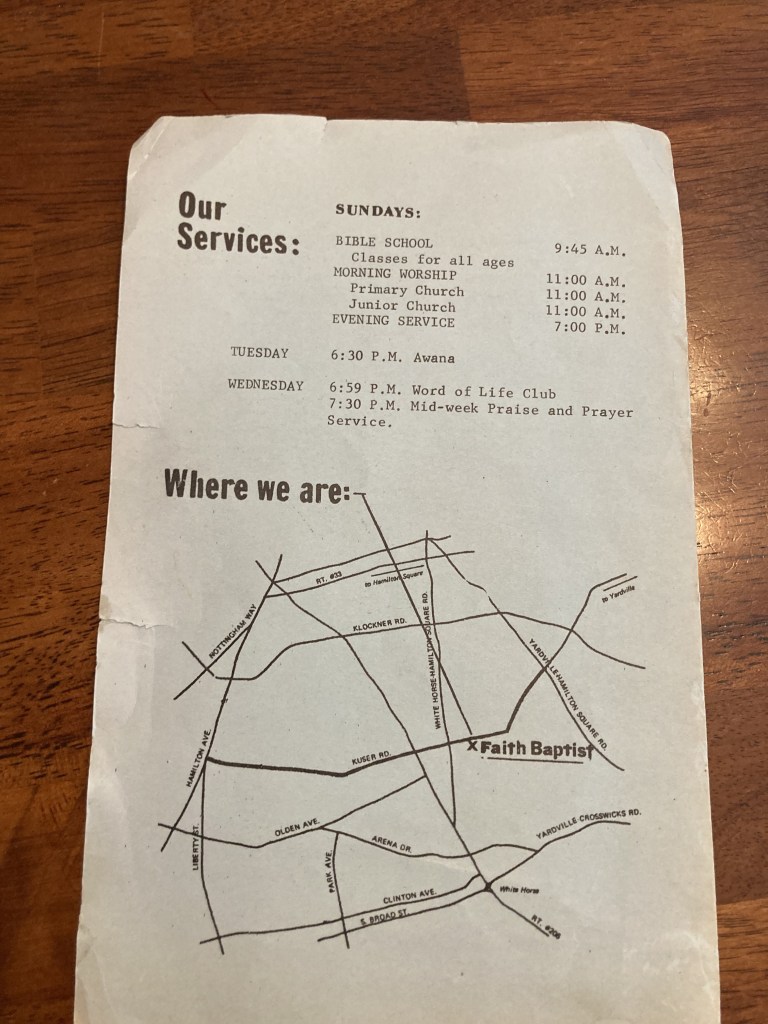 Our
Services:
SUNDAYS:
BIBLE SCHOOL 9:45 A.M.
Classes for all ages
MORNING WORSHIP 11:00 A.M.
Primary Church 11:00 A.M.
Junior Church 11:00 A.M.
EVENING SERVICE 7:00 P.M.
TUESDAY 6:30 P.M. Awana
WEDNESDAY 6:59 P.M. Word of Life Club
7:30 P.M. Mid-week Praise and Prayer
Service.
Where we are:
RT. #33
to Hamilton Square
to Yardville
NOTTINGHAM WAY
KLOCKNER RD.
WHITE HORSE-HAMILTON SQUARE RD.
YARDVILLE-HAMILTON SQUARE RD.
HAMILTON AVE.
KUSER RD.
X Faith Baptist
LIBERTY ST.
OLDEN AVE.
PARK AVE.
ARENA DR.
YARDVILLE-CROSSWICKS RD.
CLINTON AVE.
White Horse
S. BROAD ST.
RT. #206